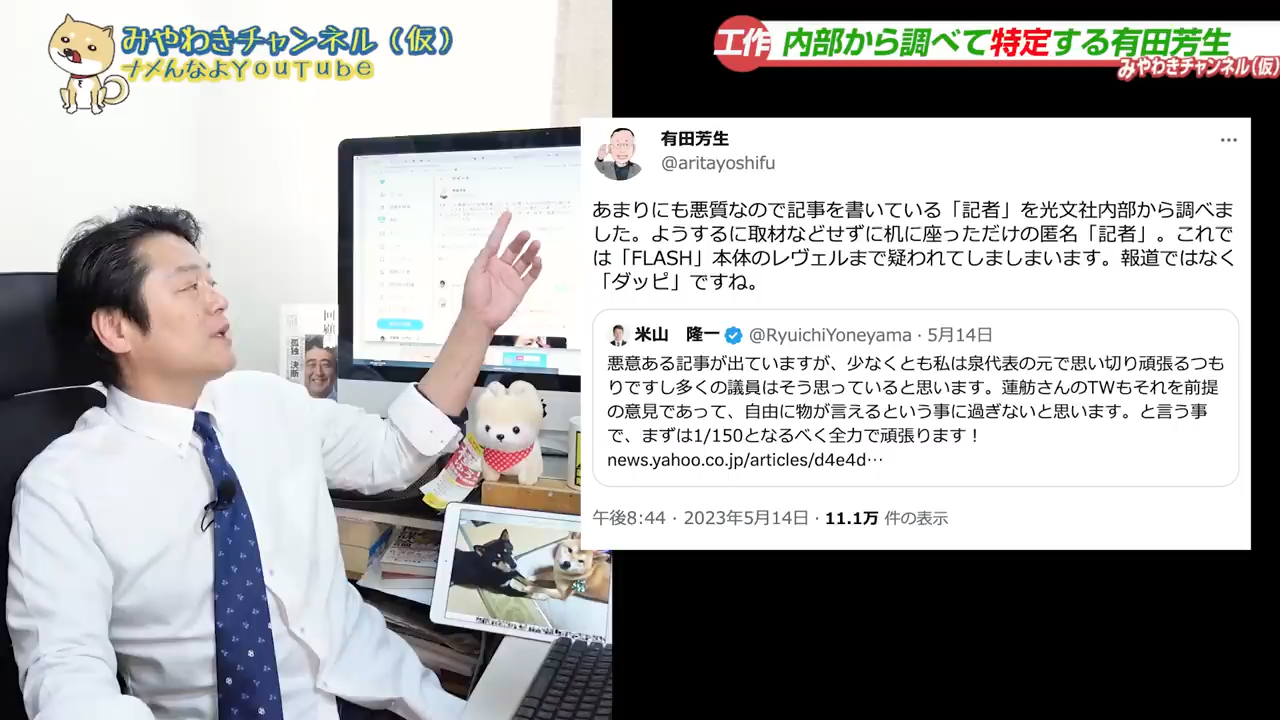 みやわきチャンネル（仮）
ナメんなよYouTube
工作 内部から調べて特定する有田芳生
みやわきチャンネル(仮)
有田芳生
@aritayoshifu
あまりにも悪質なので記事を書いている「記者」を光文社内部から調べま
した。ようするに取材などせずに机に座っただけの匿名「記者」。これで
は「FLASH」本体のレヴェルまで疑われてしましまいます。報道ではなく
「ダッピ」ですね。
米山　隆一 @RyuichiYoneyama · 5月14日
悪意ある記事が出ていますが、少なくとも私は泉代表の元で思い切り頑張るつも
りですし多くの議員はそう思っていると思います。蓮舫さんのTWもそれを前提
の意見であって、自由に物が言えるという事に過ぎないと思います。と言う事
で、まずは1/150となるべく全力で頑張ります！
news.yahoo.co.jp/articles/d4e4d…
午後8:44 · 2023年5月14日 · 11.1万 件の表示
回顧
孤独 決断